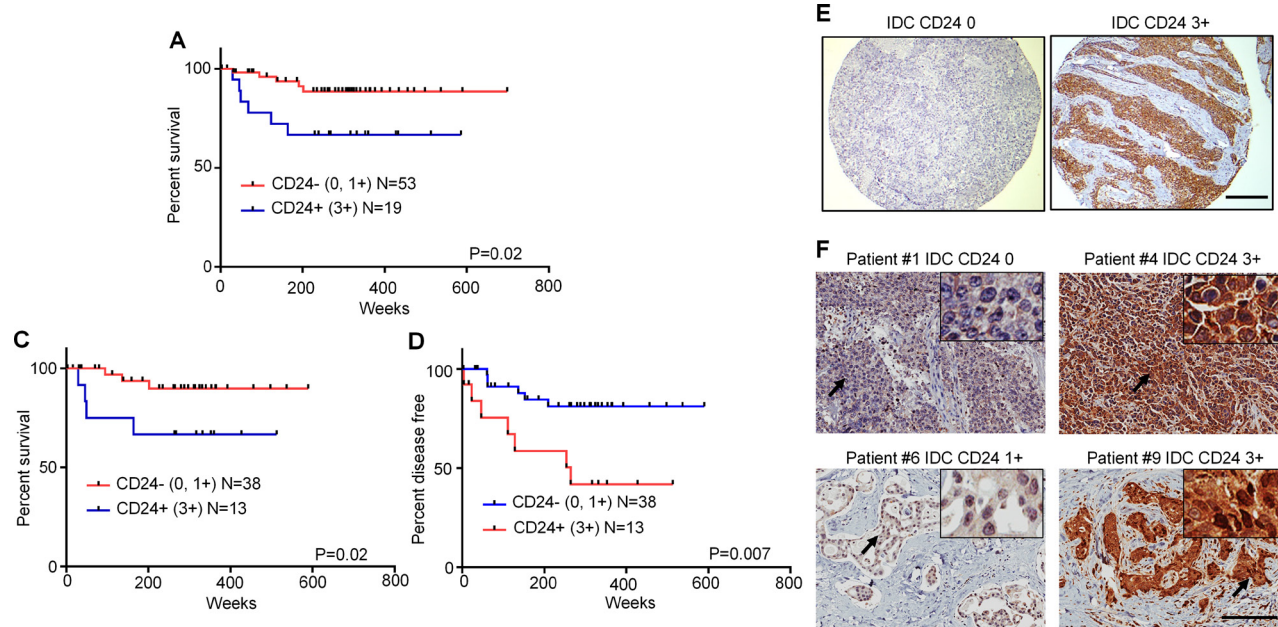 A
Percent survival
100
50
0
CD24- (0, 1+) N=53
CD24+ (3+) N=19
P=0.02
0 200 400 600 800
Weeks
C
Percent survival
100
50
0
CD24- (0, 1+) N=38
CD24+ (3+) N=13
P=0.02
0 200 400 600 800
Weeks
D
Percent disease free
100
50
0
CD24- (0, 1+) N=38
CD24+ (3+) N=13
P=0.007
0 200 400 600 800
Weeks
E
IDC CD24 0
IDC CD24 3+
F
Patient #1 IDC CD24 0
Patient #4 IDC CD24 3+
Patient #6 IDC CD24 1+
Patient #9 IDC CD24 3+